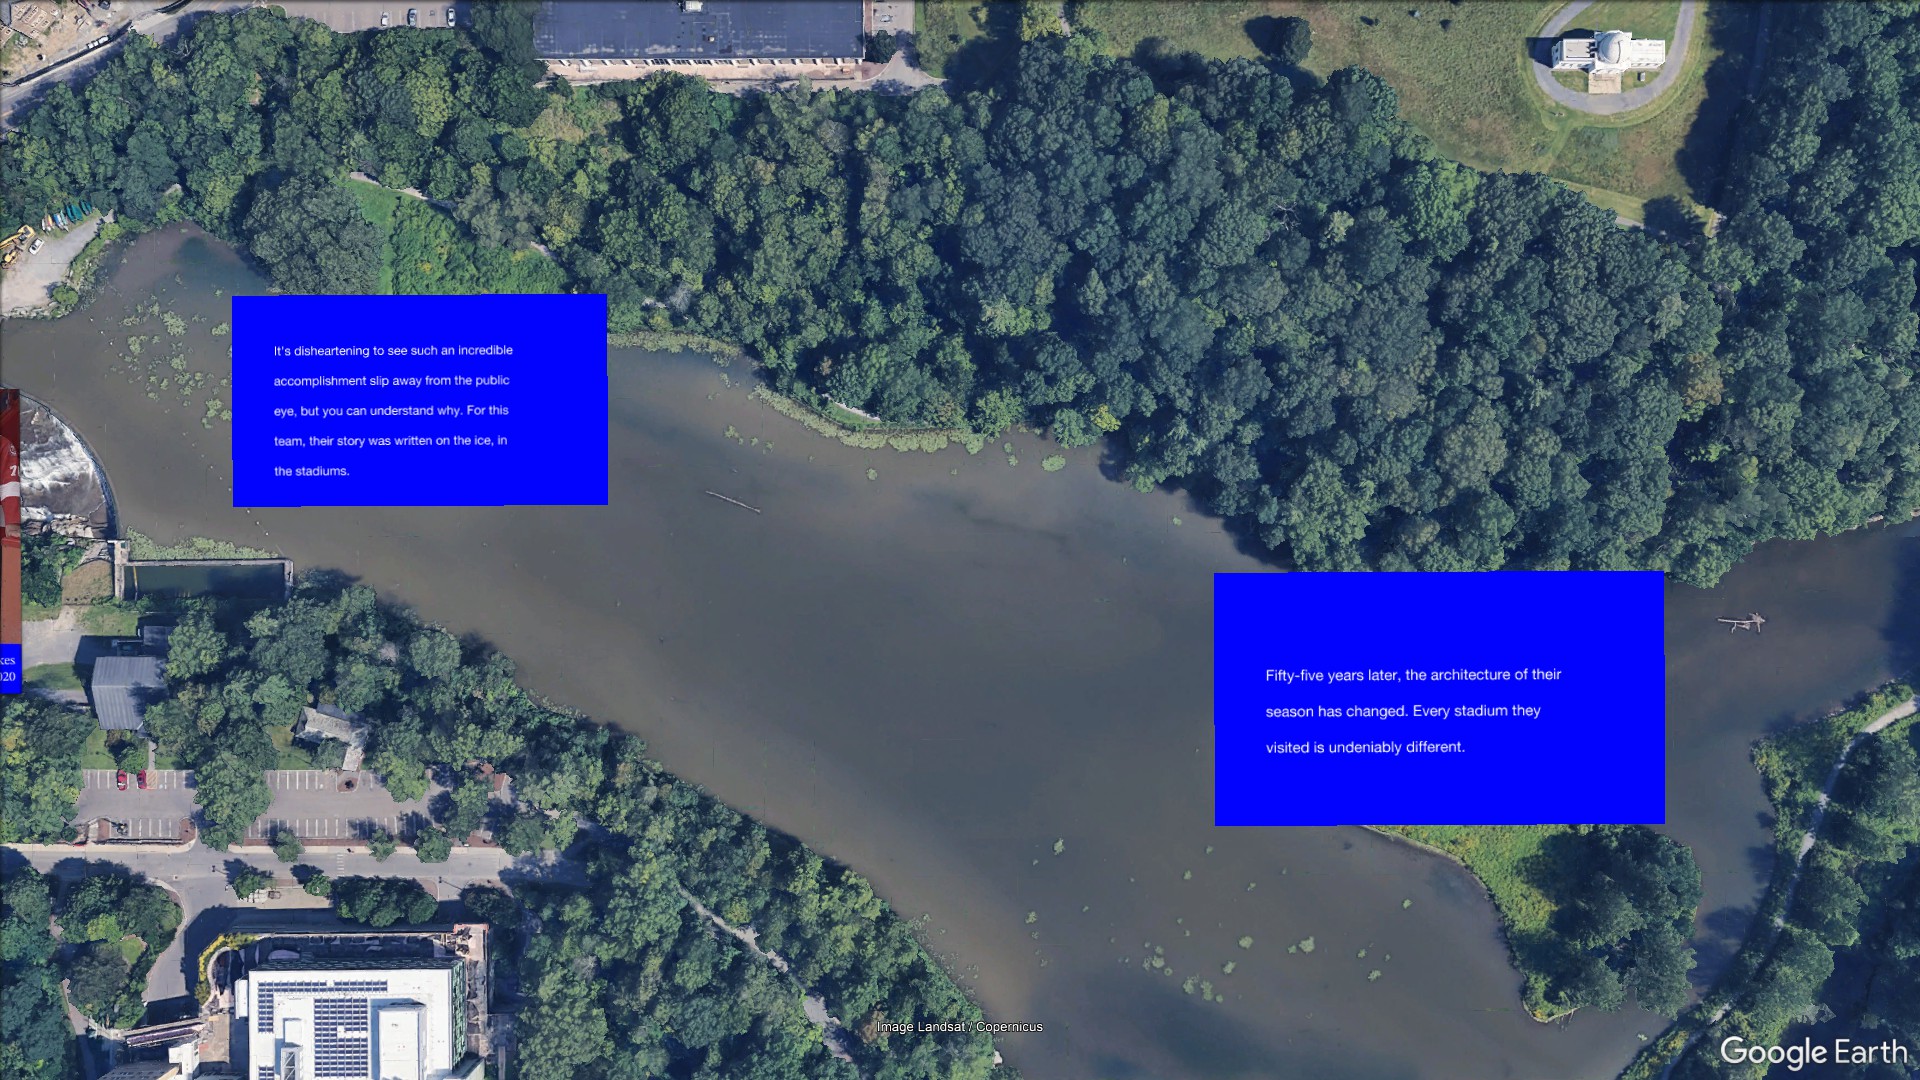 It's disheartening to see such an incredible
accomplishment slip away from the public
eye, but you can understand why. For this
team, their story was written on the ice, in
the stadiums.
Fifty-five years later, the architecture of their
season has changed. Every stadium they
visited is undeniably different.
Image Landsat / Copernicus
Google Earth